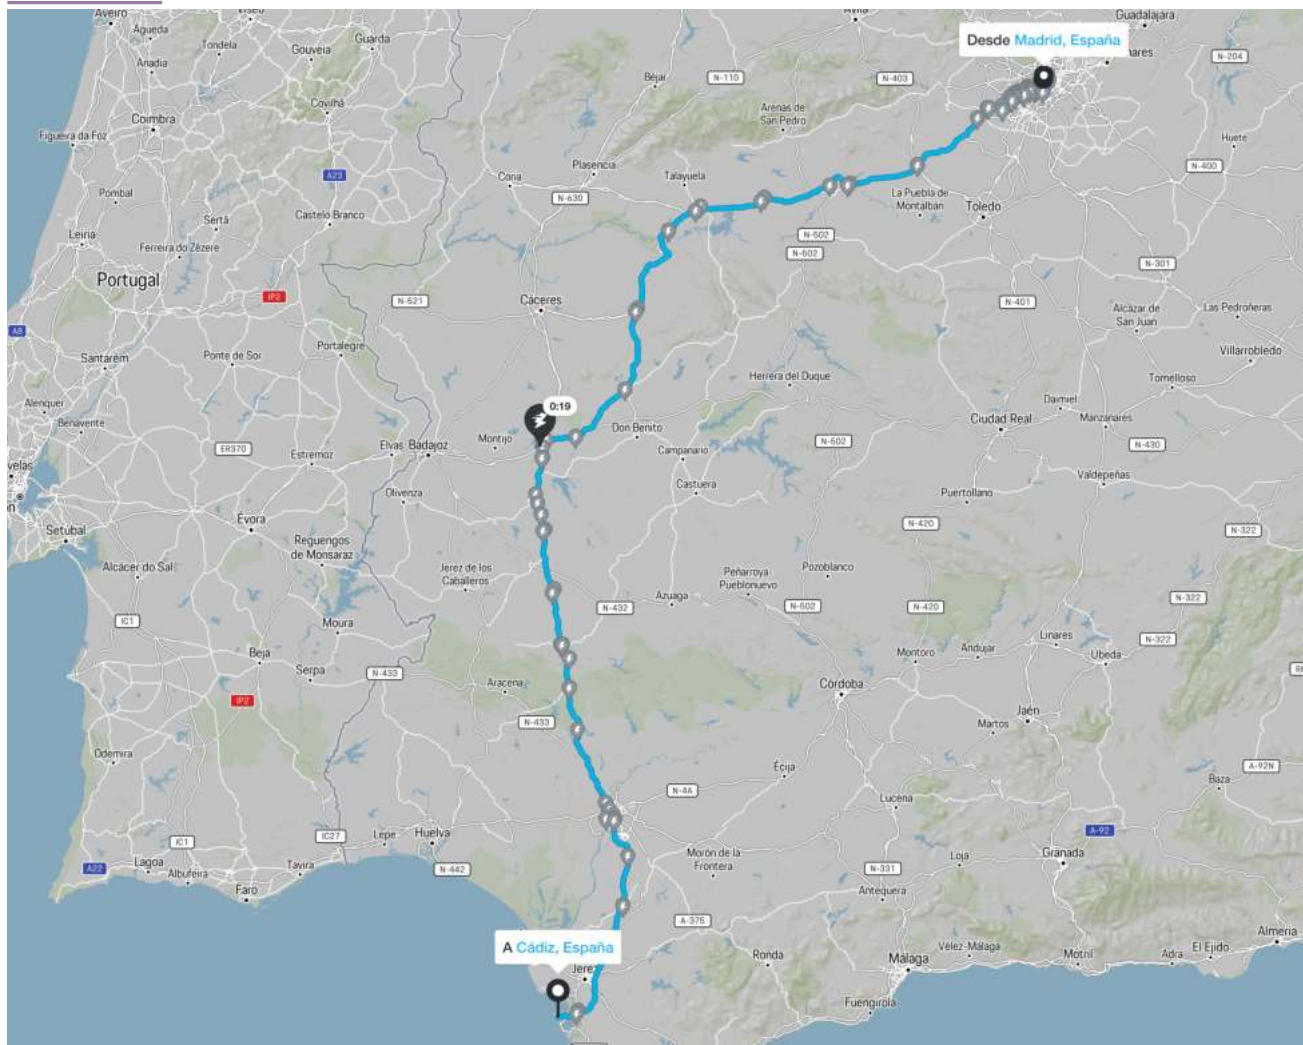 Aveiro
Viseu
Ávila
Guadalajara
Águeda
Guarda
Tondela
Gouveia
Desde Madrid, España
Anadia
N-204
Béjar
N-110
N-403
Covilhã
Arenas de
San Pedro
Coimbra
Figueira da Foz
Huete
Plasencia
N-400
A23
Coria
Talayuela
Pombal
N-630
La Puebla de
Montalbán
Toledo
Sertã
Castelo Branco
Leiria
N-502
Ferreira do Zêzere
N-502
N-301
Portugal
IP2
N-521
Cáceres
N-401
Alcázar de
San Juan
Las Pedroñeras
A8
Portalegre
Santarém
Ponte de Sor
Villarrobledo
Herrera del Duque
Tomelloso
Alenquer
0:19
Daimiel
Benavente
Ciudad Real
Manzanares
Don Benito
Montijo
N-502
N-430
ER370
Elvas
Badajoz
Estremoz
Campanario
velas
Valdepeñas
Castuera
Olivenza
Puertollano
Évora
N-420
Setúbal
N-322
Reguengos
de Monsaraz
Alcácer do Sal
Jerez de los
Caballeros
Peñarroya
Pueblonuevo
Pozoblanco
Azuaga
N-322
N-432
N-502
N-420
IC1
Moura
Linares
N-322
Beja
Montoro
Andújar
Úbeda
Serpa
N-433
Aracena
Córdoba
IP2
Jaén
N-433
Martos
Odemira
Écija
A-92N
Baza
N-4A
Lucena
IC1
IC27
Lepe
Huelva
A-92
Morón de la
Frontera
Granada
Lagoa
Loja
A22
Albufeira
Tavira
N-442
N-331
Faro
Antequera
A-375
Almería
A Cádiz, España
Vélez-Málaga
El Ejido
Ronda
Málaga
Motril
Adra
Jerez
Fuengirola